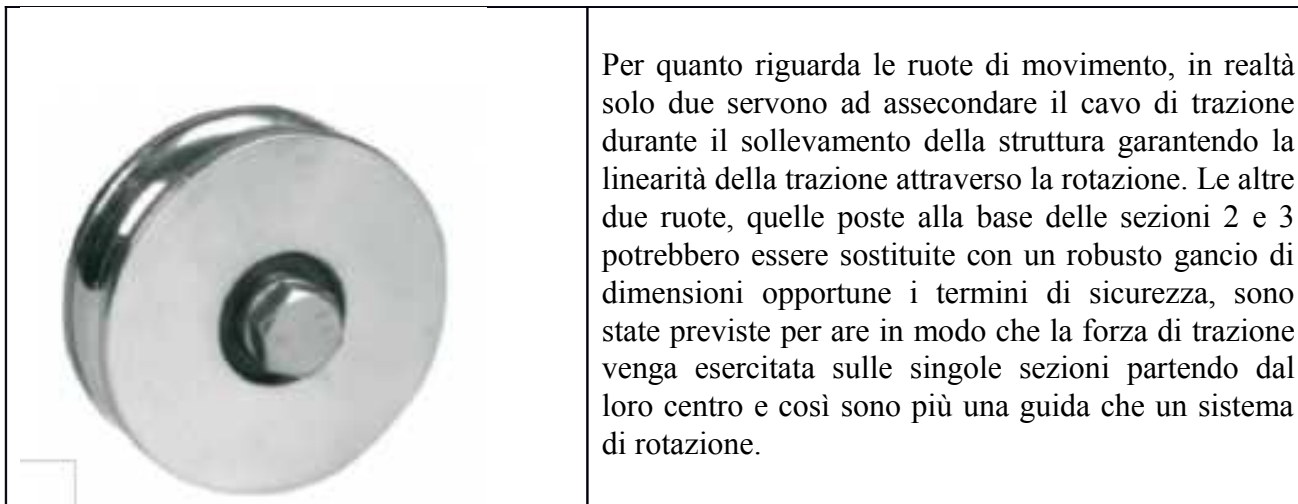 Per quanto riguarda le ruote di movimento, in realtà
solo due servono ad assecondare il cavo di trazione
durante il sollevamento della struttura garantendo la
linearità della trazione attraverso la rotazione. Le altre
due ruote, quelle poste alla base delle sezioni 2 e 3
potrebbero essere sostituite con un robusto gancio di
dimensioni opportune i termini di sicurezza, sono
state previste per are in modo che la forza di trazione
venga esercitata sulle singole sezioni partendo dal
loro centro e così sono più una guida che un sistema
di rotazione.